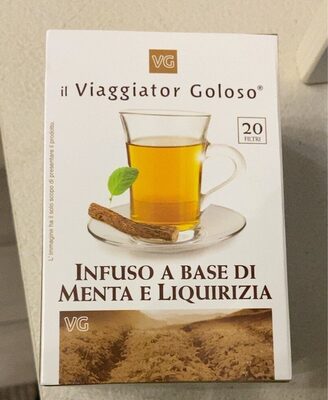 VG
il Viaggiator Goloso®
20
FILTRI
L' immagine ha il solo scopo di presentare il prodotto.
INFUSO A BASE DI
MENTA E LIQUIRIZIA
VG